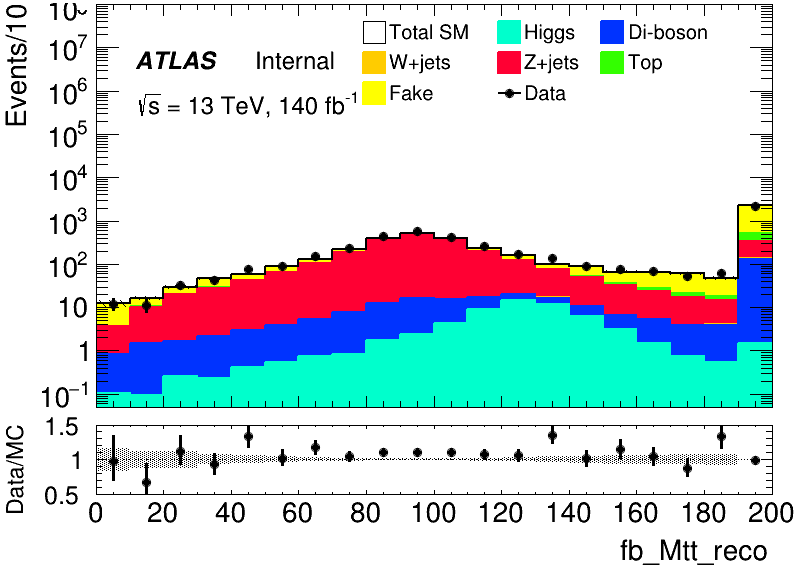 Events/10
10⁸
10⁷
10⁶
10⁵
10⁴
10³
10²
10
1
10⁻¹
ATLAS Internal
√s = 13 TeV, 140 fb⁻¹
Total SM Higgs Di-boson
W+jets Z+jets Top
Fake Data
Data/MC
1.5
1
0.5
0 20 40 60 80 100 120 140 160 180 200
fb_Mtt_reco